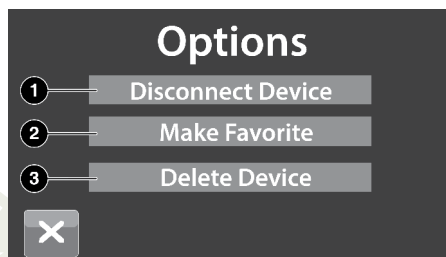 Options
1 Disconnect Device
2 Make Favorite
3 Delete Device